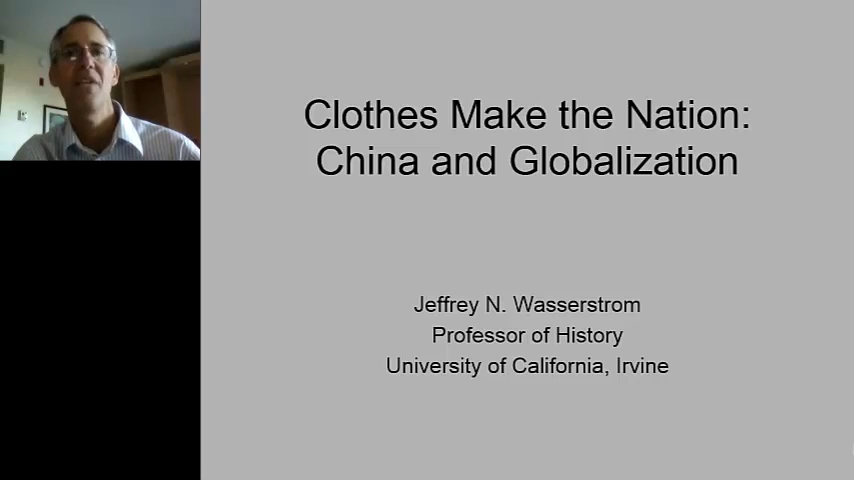 Clothes Make the Nation:
China and Globalization
Jeffrey N. Wasserstrom
Professor of History
University of California, Irvine